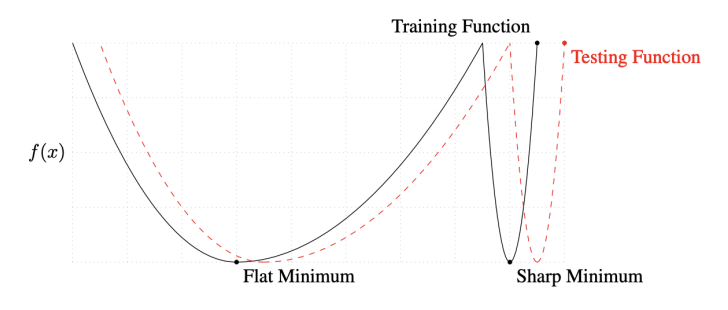 Training Function
Testing Function
f(x)
Flat Minimum
Sharp Minimum